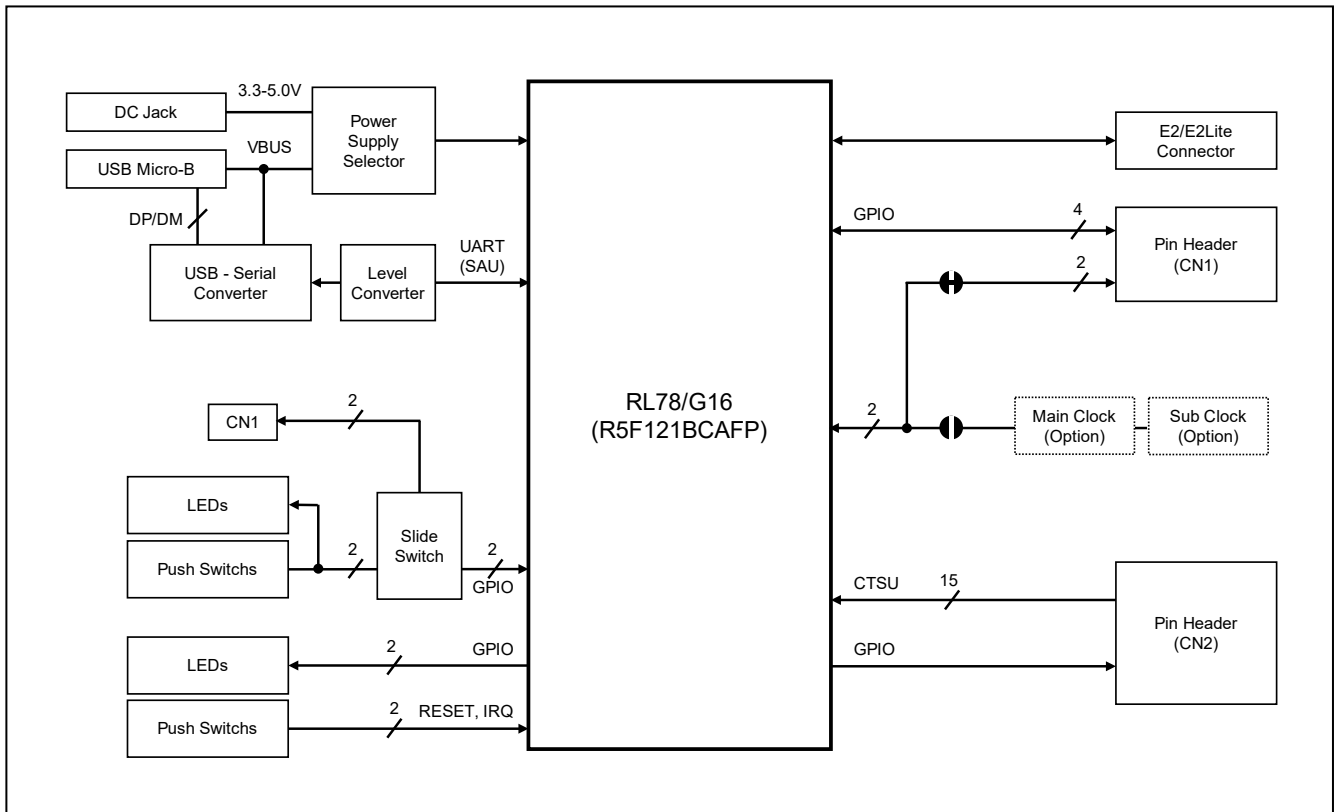 3.3-5.0V
DC Jack
Power
Supply
Selector
VBUS
USB Micro-B
DP/DM
USB - Serial
Converter
Level
Converter
UART
(SAU)
CN1
2
LEDs
Push Switchs
2
Slide
Switch
2
GPIO
LEDs
2
GPIO
Push Switchs
2
RESET, IRQ
RL78/G16
(R5F121BCAFP)
E2/E2Lite
Connector
GPIO
4
Pin Header
(CN1)
2
2
Main Clock
(Option)
Sub Clock
(Option)
CTSU
15
Pin Header
(CN2)
GPIO